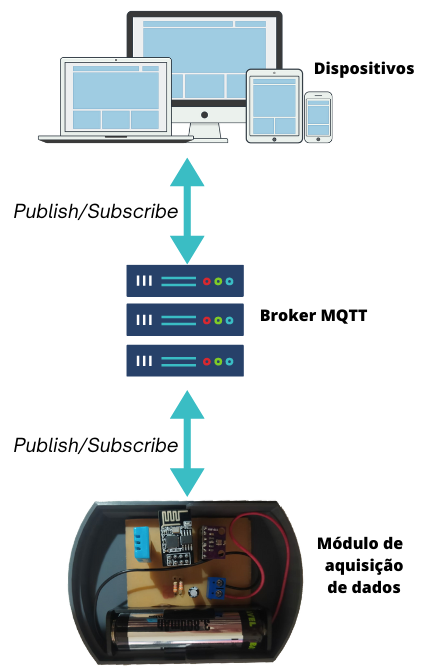 Dispositivos
Publish/Subscribe
Broker MQTT
Publish/Subscribe
Módulo de
aquisição
de dados